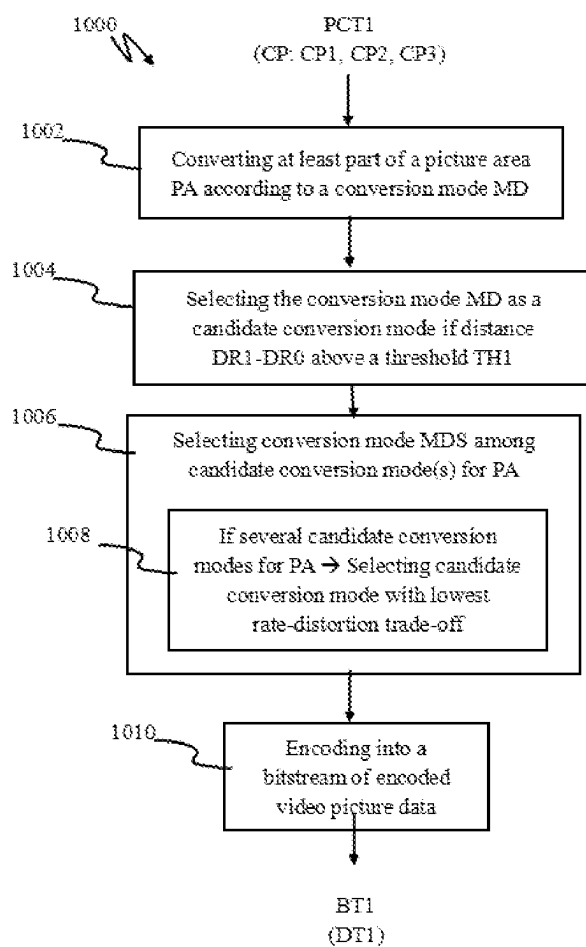 1000
PCT1
(CP: CP1, CP2, CP3)
1002
Converting at least part of a picture area
PA according to a conversion mode MD
1004
Selecting the conversion mode MD as a
candidate conversion mode if distance
DR1-DR0 above a threshold TH1
1006
Selecting conversion mode MDS among
candidate conversion mode(s) for PA
1008
If several candidate conversion
modes for PA → Selecting candidate
conversion mode with lowest
rate-distortion trade-off
1010
Encoding into a
bitstream of encoded
video picture data
BT1
(DT1)